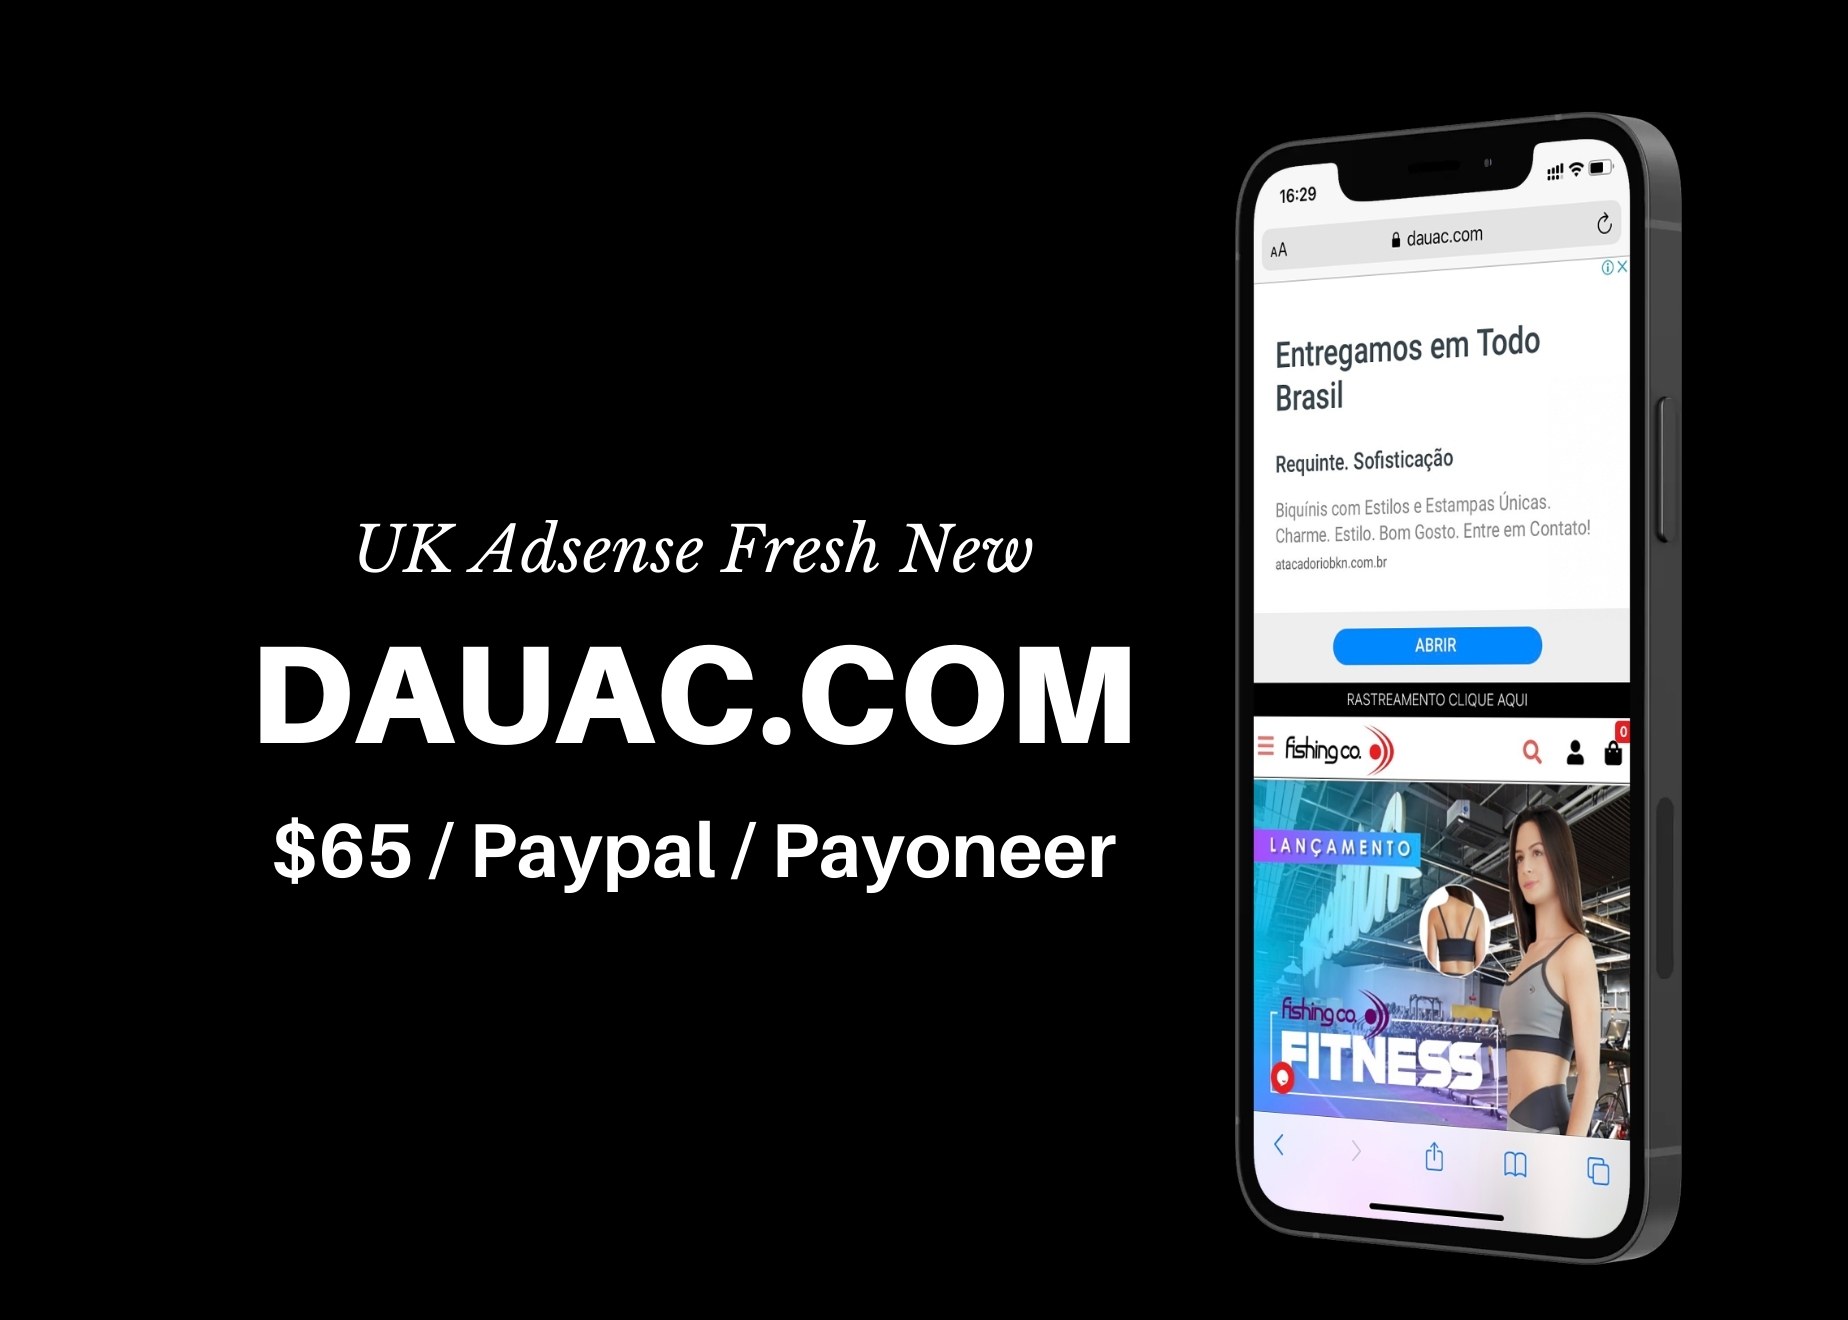 UK Adsense Fresh New
DAUAC.COM
$65 / Paypal / Payoneer
16:29
AA
dauac.com
Entregamos em Todo
Brasil
Requinte. Sofisticação
Biquínis com Estilos e Estampas Únicas.
Charme. Estilo. Bom Gosto. Entre em Contato!
atacadoriobkn.com.br
ABRIR
RASTREAMENTO CLIQUE AQUI
fishing co.
0
LANÇAMENTO
fishing co.
FITNESS